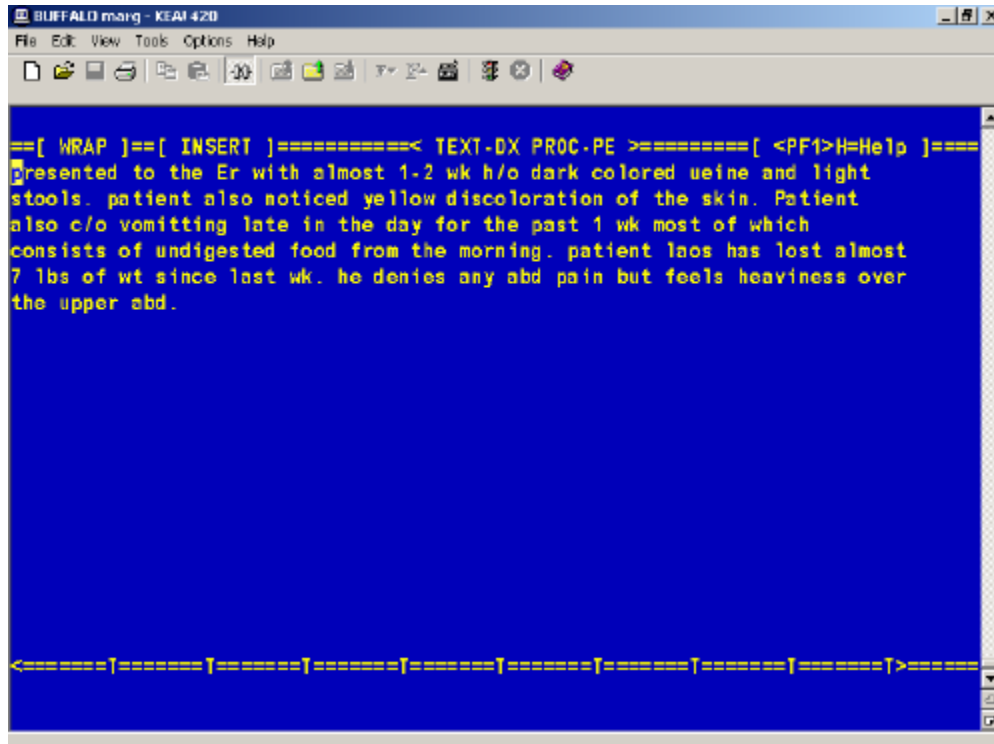 BUFFALO marg - KEA! 420
File Edit View Tools Options Help
==[ WRAP ]==[ INSERT ]===========< TEXT-DX PROC-PE >=========[ <PF1>H=Help ]====
presented to the Er with almost 1-2 wk h/o dark colored ueine and light
stools. patient also noticed yellow discoloration of the skin. Patient
also c/o vomitting late in the day for the past 1 wk most of which
consists of undigested food from the morning. patient laos has lost almost
7 lbs of wt since last wk. he denies any abd pain but feels heaviness over
the upper abd.
<=======T=======T=======T=======T=======T=======T=======T=======T=======T>======